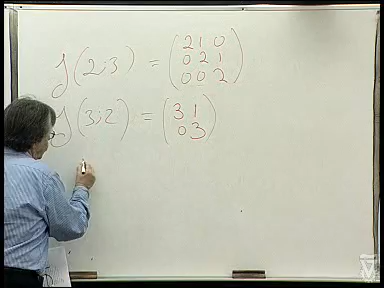 J(2;3) = (2 1 0
0 2 1
0 0 2)
J(3;2) = (3 1
0 3)